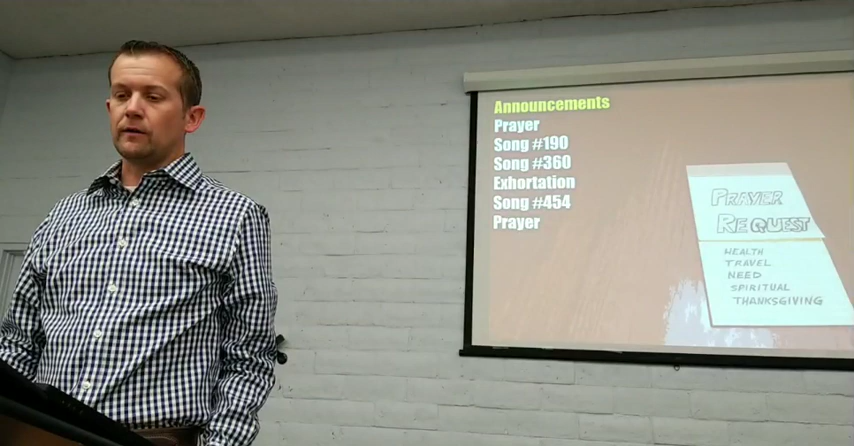 Announcements
Prayer
Song #190
Song #360
Exhortation
Song #454
Prayer
PRAYER
REQUEST
HEALTH
TRAVEL
NEED
SPIRITUAL
THANKSGIVING